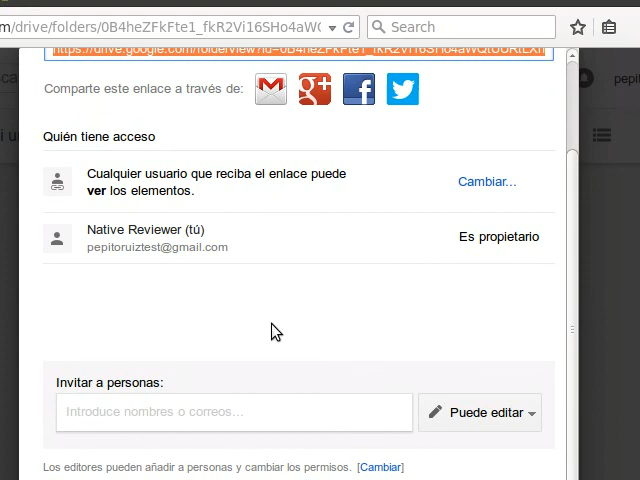 m/drive/folders/0B4heZFkFte1_fkR2Vi16SHo4aWQ
Search
Comparte este enlace a través de:
pepit
Quién tiene acceso
Cualquier usuario que reciba el enlace puede
ver los elementos.
Cambiar...
Native Reviewer (tú)
pepitoruiztest@gmail.com
Es propietario
Invitar a personas:
Introduce nombres o correos...
Puede editar
Los editores pueden añadir a personas y cambiar los permisos. [Cambiar]